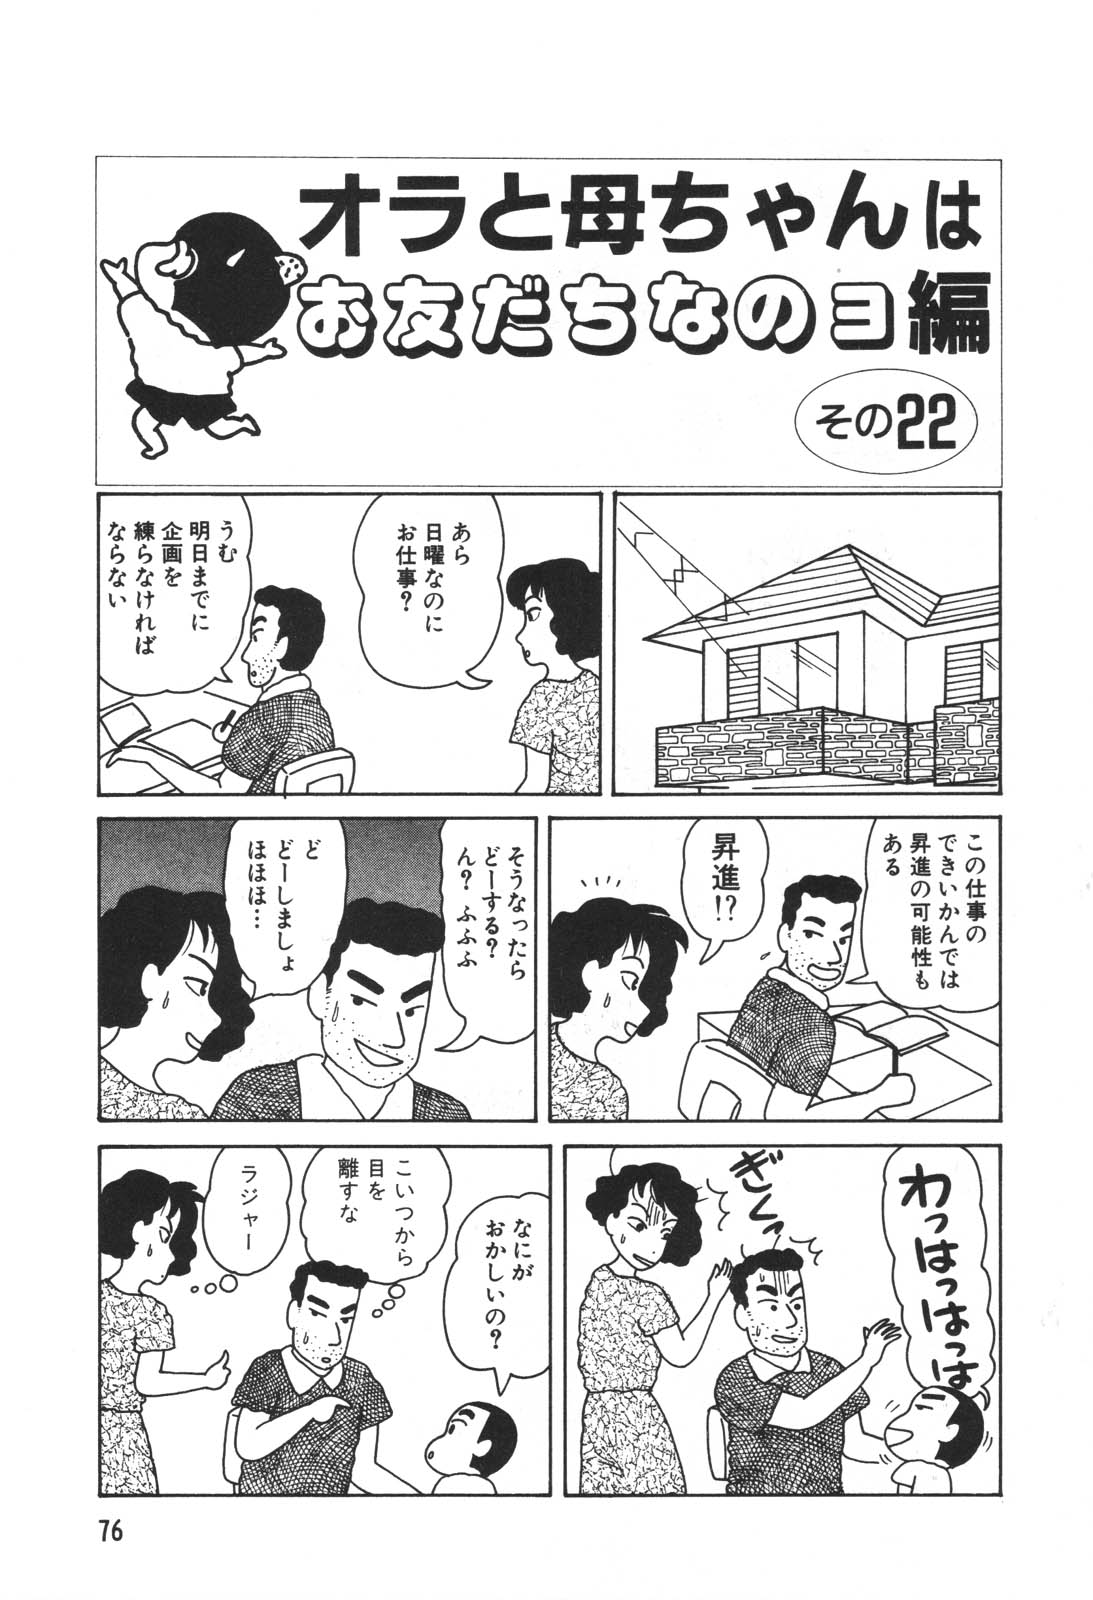 オラと母ちゃんは
お友だちなのヨ編
その22
あら
日曜なのに
お仕事?
うむ
明日までに
企画を
練らなければ
ならない
この仕事の
できいかんでは
昇進の可能性も
ある
昇進!?
そうなったら
どーする?
ん?ふふふ
ど
どーしましょ
ほほほ…
わっはっはっは
ぎくっ
なにが
おかしいの?
こいつから
目を
離すな
ラジャー
76